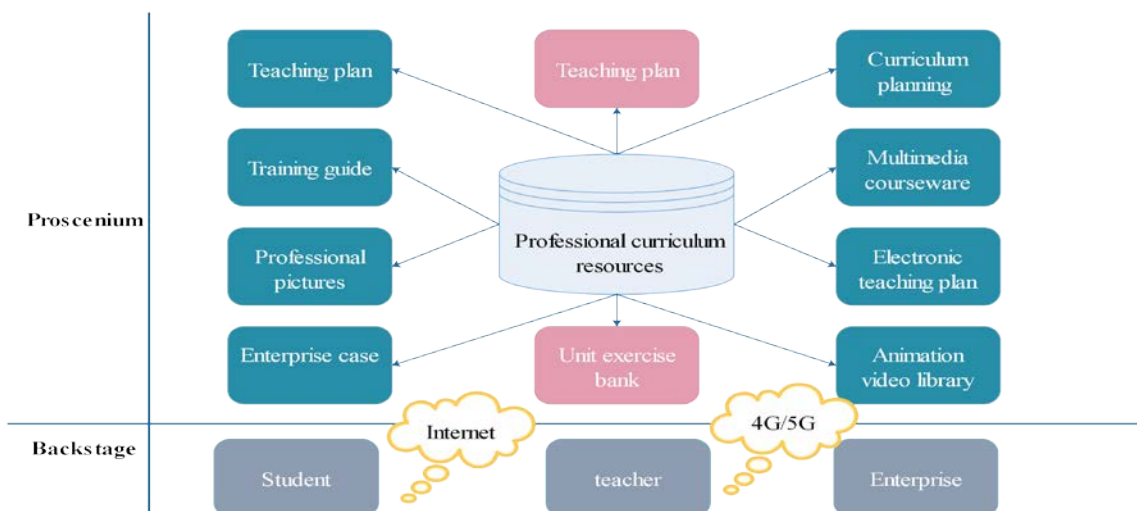 Teaching plan
Teaching plan
Curriculum
planning
Training guide
Multimedia
courseware
Proscenium
Professional curriculum
resources
Professional
pictures
Electronic
teaching plan
Enterprise case
Unit exercise
bank
Animation
video library
Internet
4G/5G
Backstage
Student
teacher
Enterprise